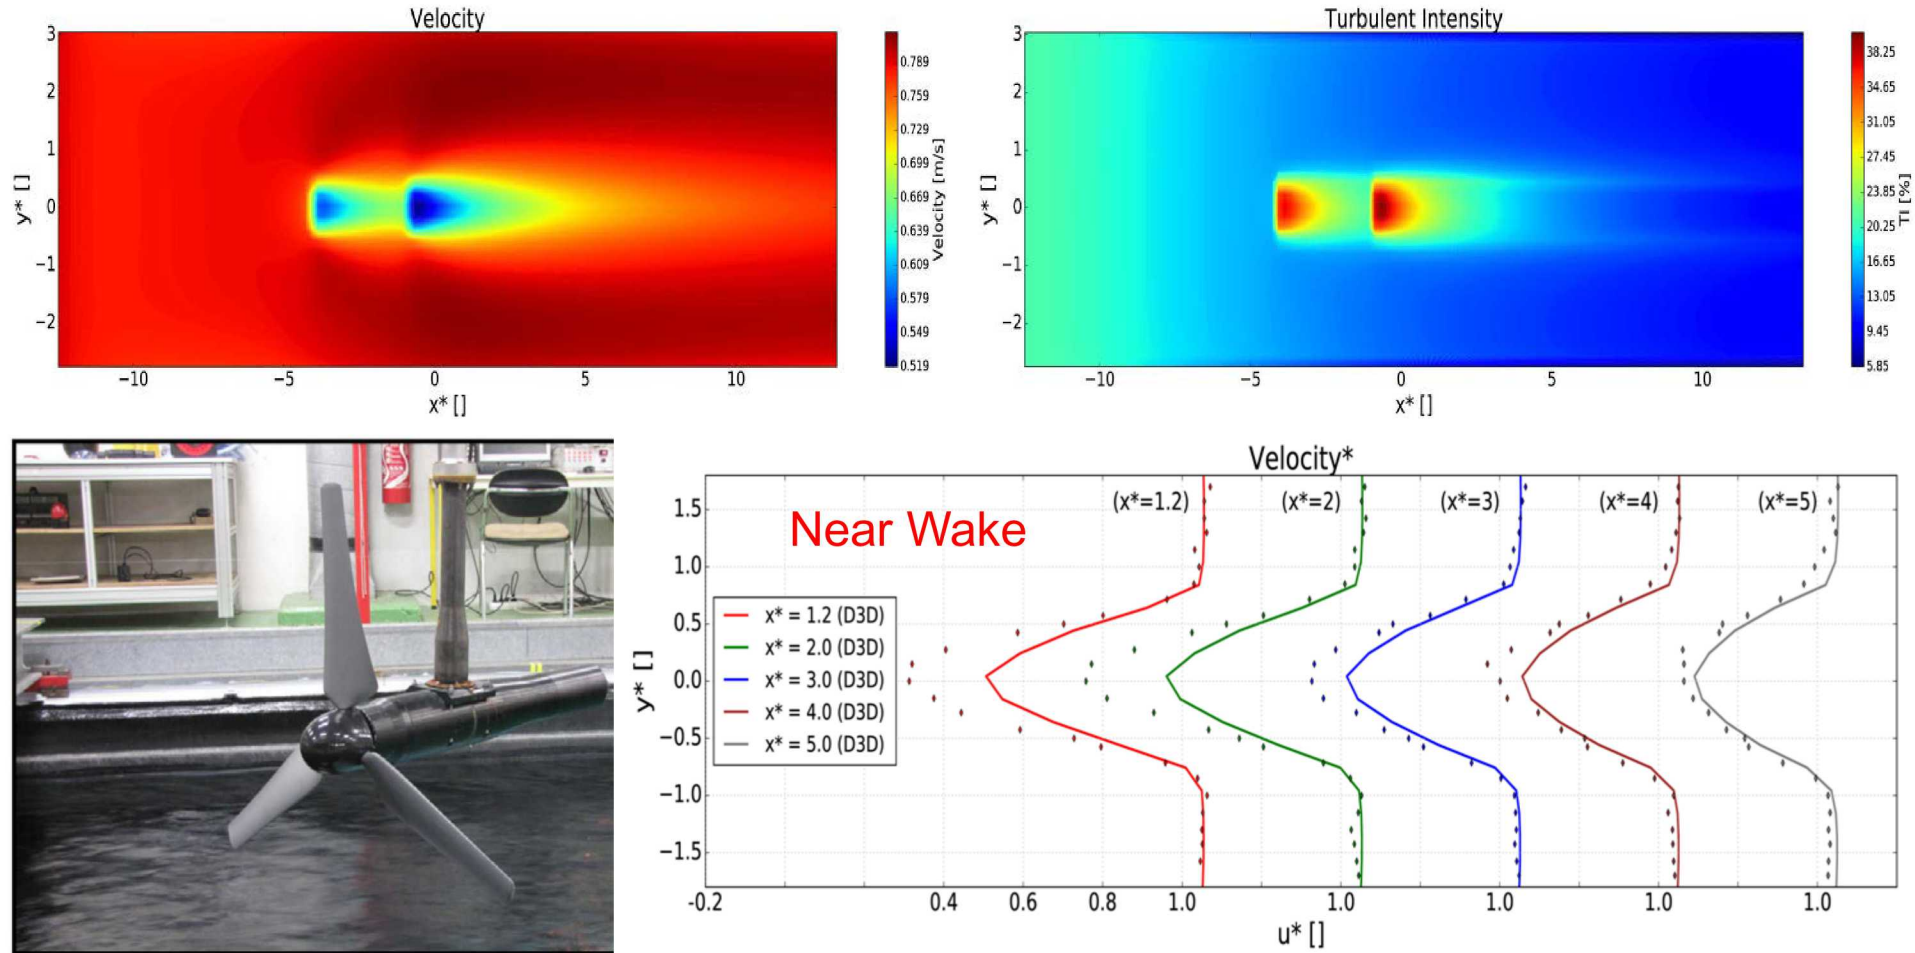 Velocity
3
2
1
0
−1
−2
y* []
−10
−5
0
5
10
x* []
0.789
0.759
0.729
0.699
0.669
0.639
0.609
0.579
0.549
0.519
Velocity [m/s]
Turbulent Intensity
3
2
1
0
−1
−2
y* []
−10
−5
0
5
10
x* []
38.25
34.65
31.05
27.45
23.85
20.25
16.65
13.05
9.45
5.85
TI [%]
Velocity*
Near Wake
(x*=1.2)
(x*=2)
(x*=3)
(x*=4)
(x*=5)
x* = 1.2 (D3D)
x* = 2.0 (D3D)
x* = 3.0 (D3D)
x* = 4.0 (D3D)
x* = 5.0 (D3D)
1.5
1.0
0.5
0.0
−0.5
−1.0
−1.5
y* []
-0.2
0.4
0.6
0.8
1.0
1.0
1.0
1.0
1.0
u* []